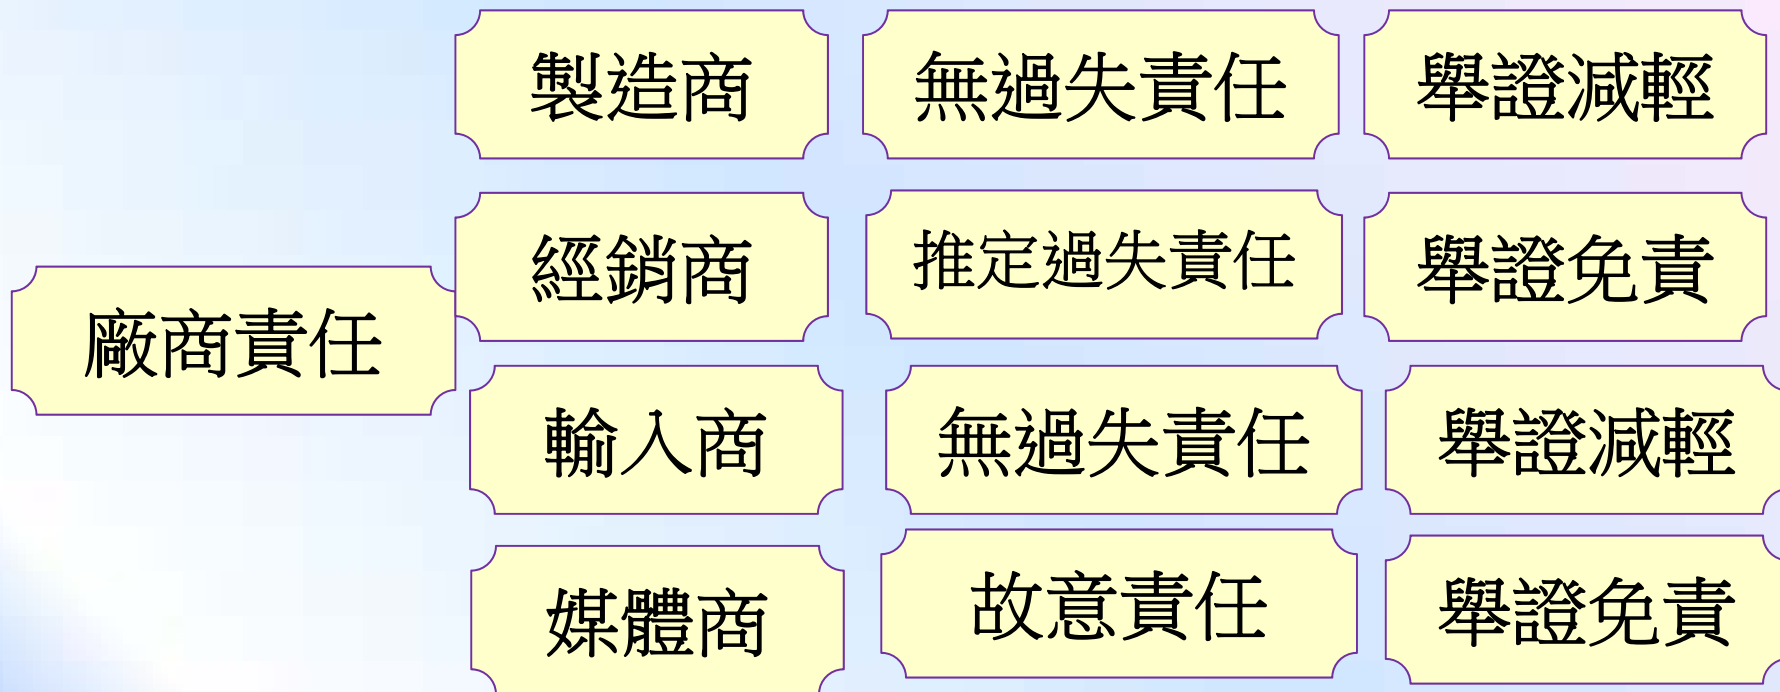 製造商 無過失責任 舉證減輕
經銷商 推定過失責任 舉證免責
廠商責任
輸入商 無過失責任 舉證減輕
媒體商 故意責任 舉證免責